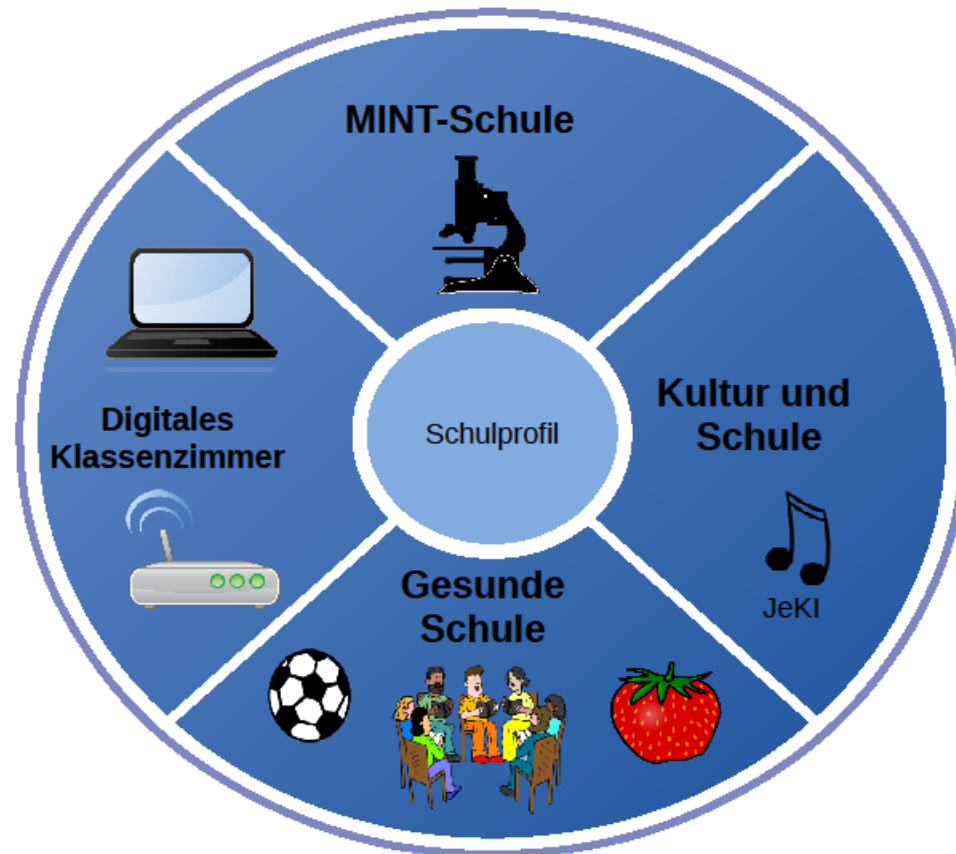 MINT-Schule
Digitales
Klassenzimmer
Schulprofil
Kultur und
Schule
JeKI
Gesunde
Schule